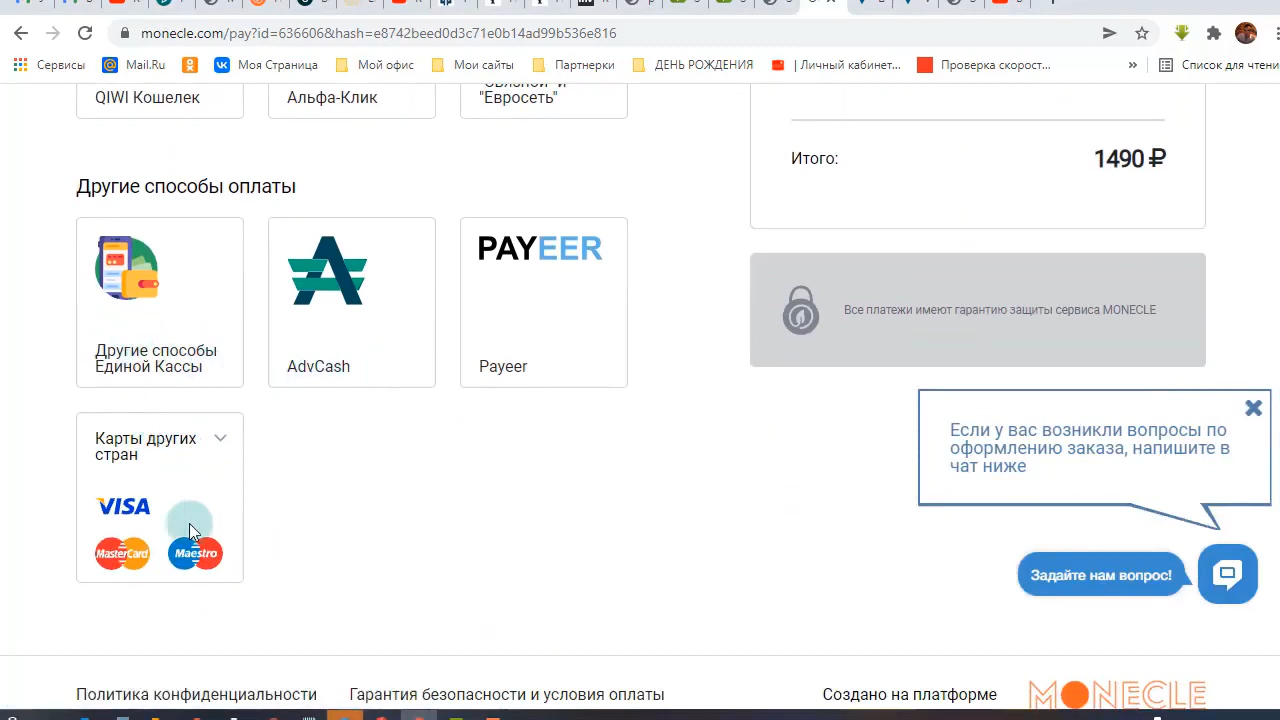 monecle.com/pay?id=636606&hash=e8742beed0d3c71e0b14ad99b536e816
Сервисы
Mail.Ru
Моя Страница
Мой офис
Мои сайты
Партнерки
ДЕНЬ РОЖДЕНИЯ
| Личный кабинет...
Проверка скорост...
»
Список для чтени
QIWI Кошелек
Альфа-Клик
"Связной" и
"Евросеть"
Итого:
1490 ₽
Другие способы оплаты
Другие способы
Единой Кассы
AdvCash
PAYEER
Payeer
Все платежи имеют гарантию защиты сервиса MONECLE
Карты других
стран
VISA
MasterCard
Maestro
Если у вас возникли вопросы по
оформлению заказа, напишите в
чат ниже
Задайте нам вопрос!
Политика конфиденциальности
Гарантия безопасности и условия оплаты
Создано на платформе
MONECLE